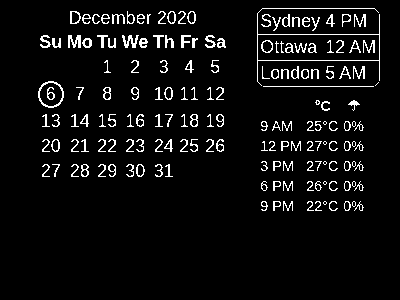 December 2020
Su Mo Tu We Th Fr Sa
1 2 3 4 5
6 7 8 9 10 11 12
13 14 15 16 17 18 19
20 21 22 23 24 25 26
27 28 29 30 31
Sydney 4 PM
Ottawa 12 AM
London 5 AM
°C ☂
9 AM 25°C 0%
12 PM 27°C 0%
3 PM 27°C 0%
6 PM 26°C 0%
9 PM 22°C 0%